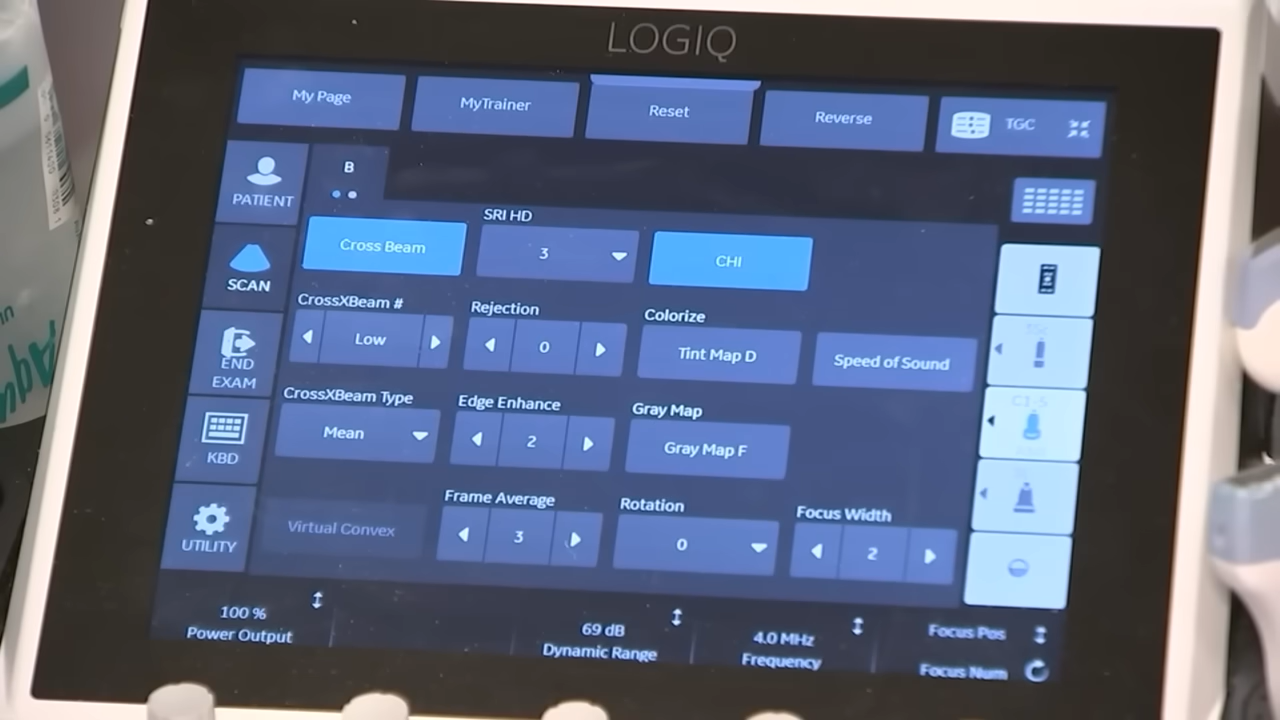 LOGIQ
My Page
MyTrainer
Reset
Reverse
TGC
PATIENT
B
SCAN
Cross Beam
SRI HD
3
CHI
END
EXAM
CrossXBeam #
Low
Rejection
0
Colorize
Tint Map D
Speed of Sound
C1-5
KBD
CrossXBeam Type
Mean
Edge Enhance
2
Gray Map
Gray Map F
UTILITY
Virtual Convex
Frame Average
3
Rotation
0
Focus Width
2
100 %
Power Output
69 dB
Dynamic Range
4.0 MHz
Frequency
Focus Pos
Focus Num